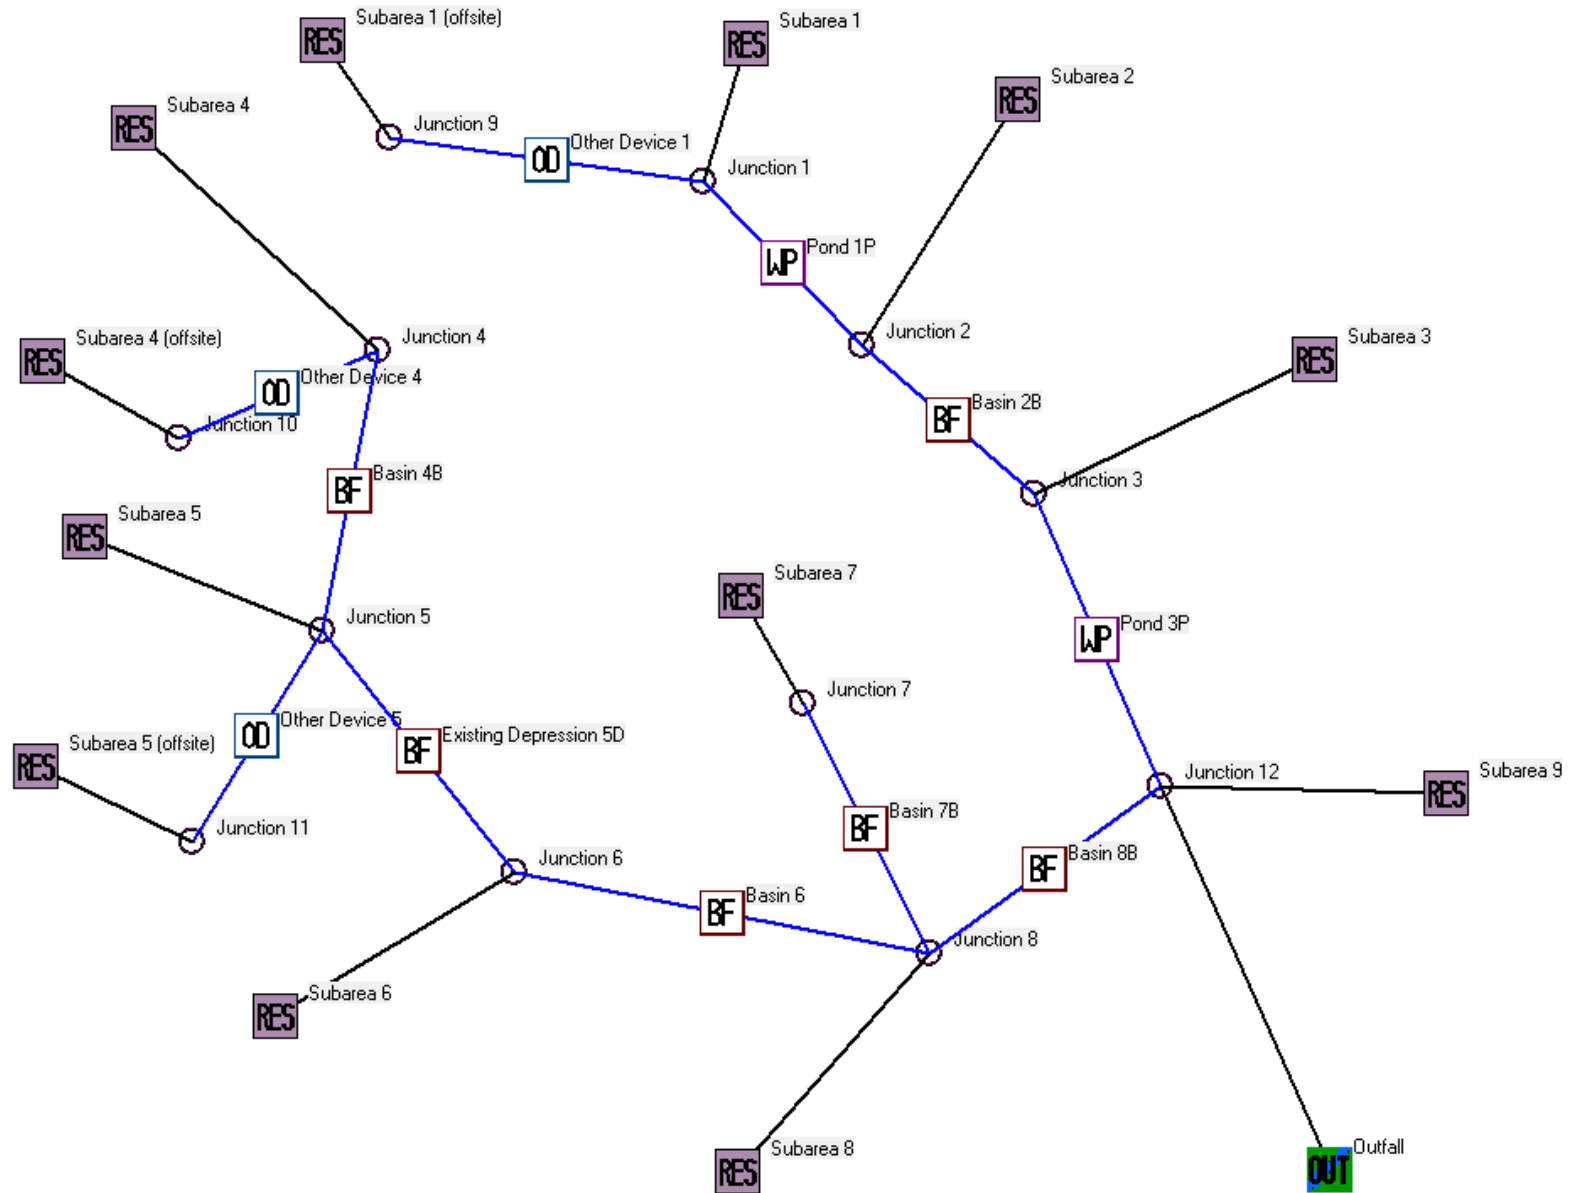 RES Subarea 1 (offsite)
RES Subarea 1
RES Subarea 2
RES Subarea 4
Junction 9
OD Other Device 1
Junction 1
WP Pond 1P
Junction 2
Junction 4
RES Subarea 4 (offsite)
OD Other Device 4
Junction 10
RES Subarea 3
BF Basin 2B
Junction 3
BF Basin 4B
RES Subarea 5
Junction 5
RES Subarea 7
WP Pond 3P
Junction 7
OD Other Device 5
BF Existing Depression 5D
RES Subarea 5 (offsite)
Junction 12
RES Subarea 9
Junction 11
BF Basin 7B
BF Basin 8B
Junction 6
BF Basin 6
Junction 8
RES Subarea 6
RES Subarea 8
OUT Outfall